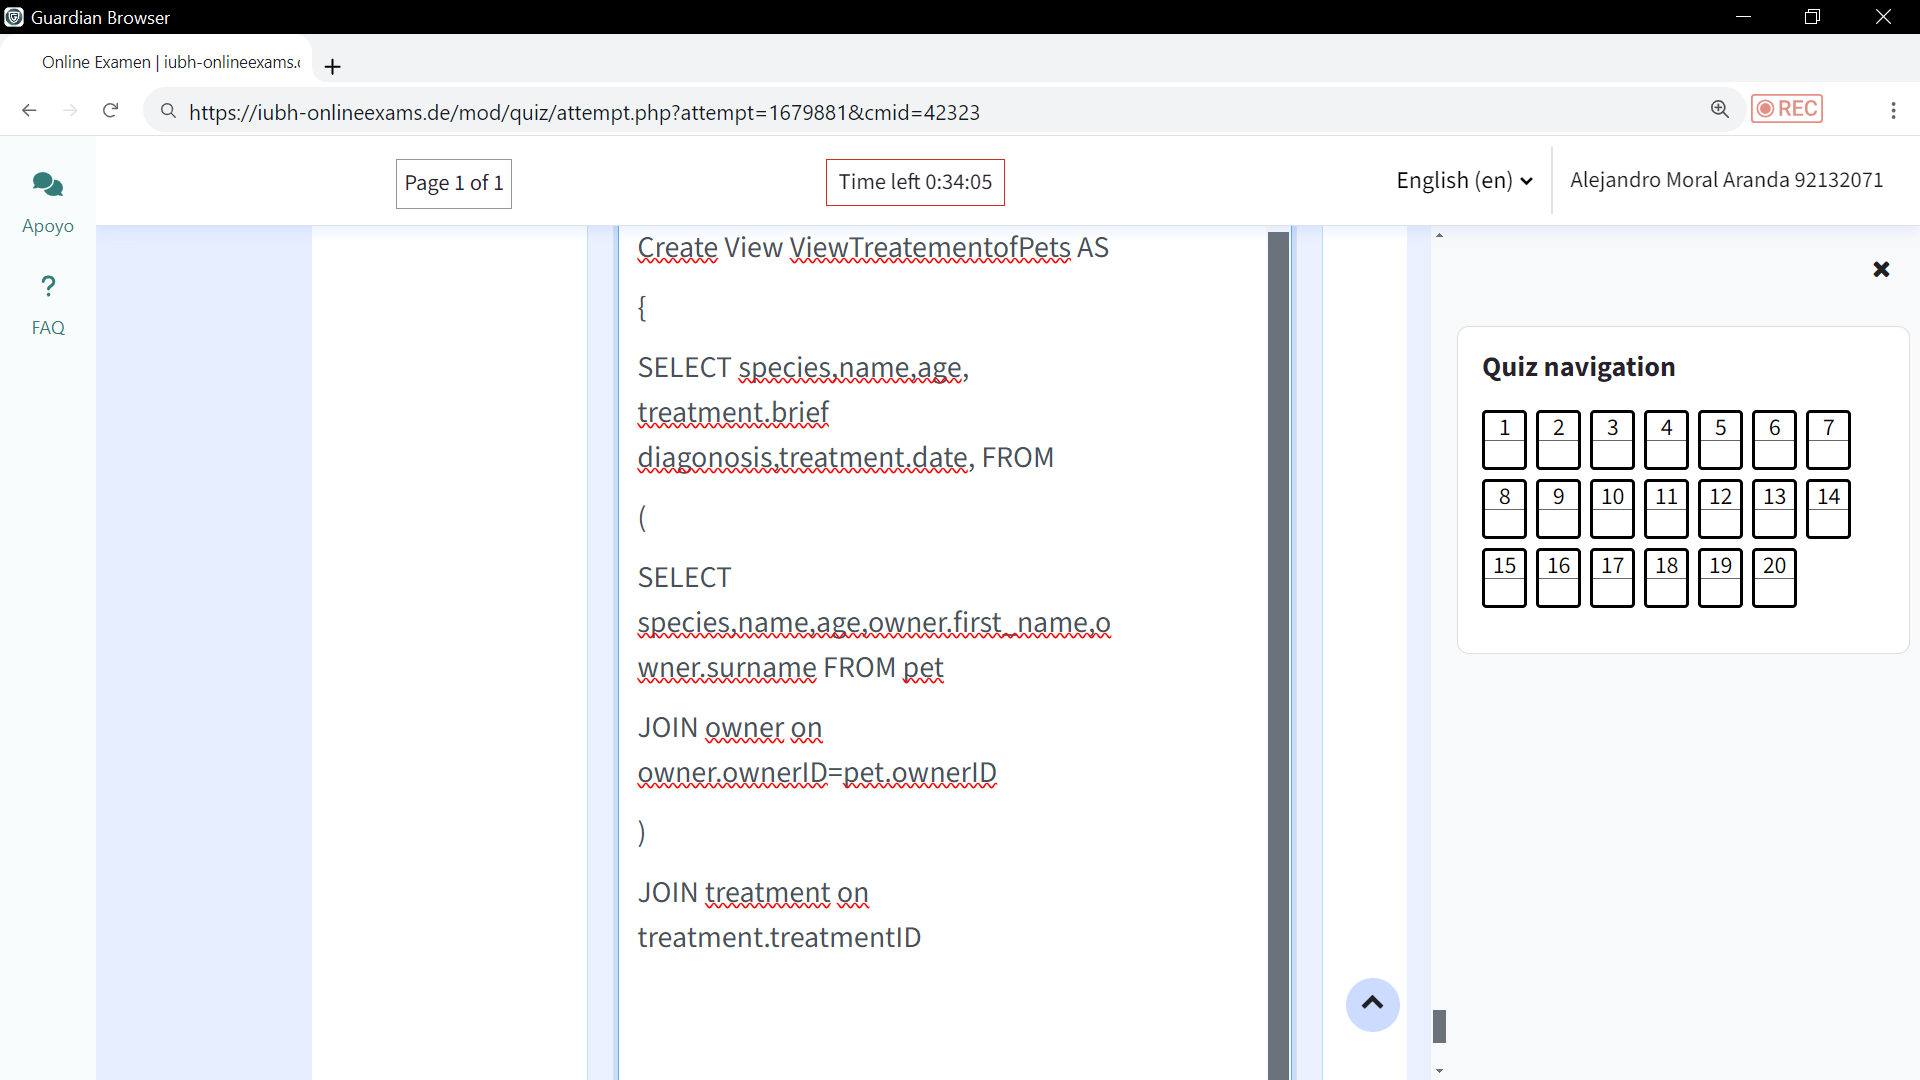 Guardian Browser
Online Examen | iubh-onlineexams.
https://iubh-onlineexams.de/mod/quiz/attempt.php?attempt=1679881&cmid=42323
REC
Page 1 of 1
Time left 0:34:05
English (en)
Alejandro Moral Aranda 92132071
Apoyo
?
FAQ
Create View ViewTreatementofPets AS
{
SELECT species,name,age,
treatment.brief
diagonosis,treatment.date, FROM
(
SELECT
species,name,age,owner.first_name,o
wner.surname FROM pet
JOIN owner on
owner.ownerID=pet.ownerID
)
JOIN treatment on
treatment.treatmentID
Quiz navigation
1 2 3 4 5 6 7
8 9 10 11 12 13 14
15 16 17 18 19 20